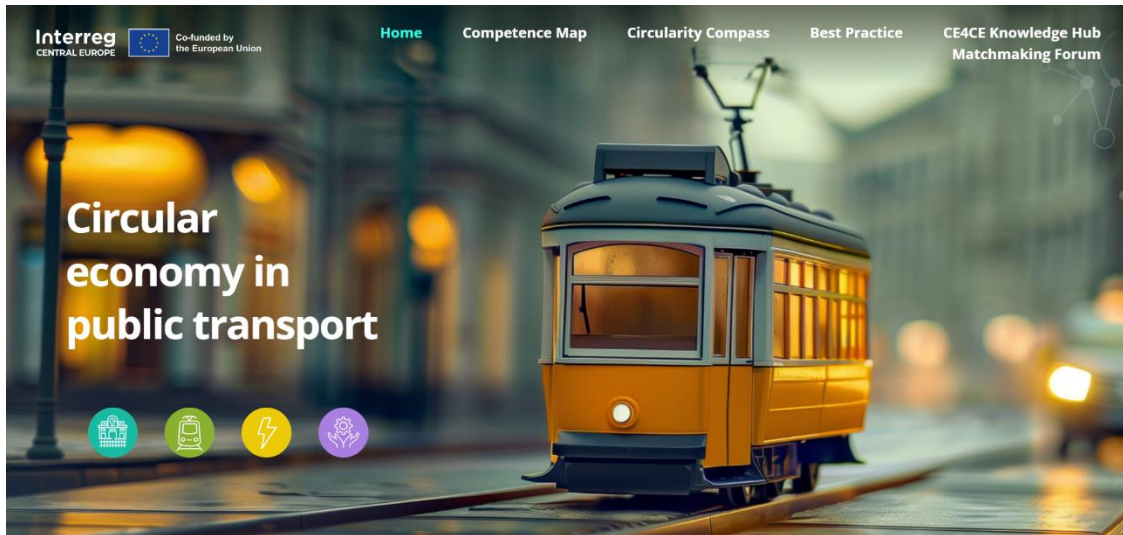 Interreg
CENTRAL EUROPE
Co-funded by
the European Union
Home
Competence Map
Circularity Compass
Best Practice
CE4CE Knowledge Hub
Matchmaking Forum
Circular
economy in
public transport